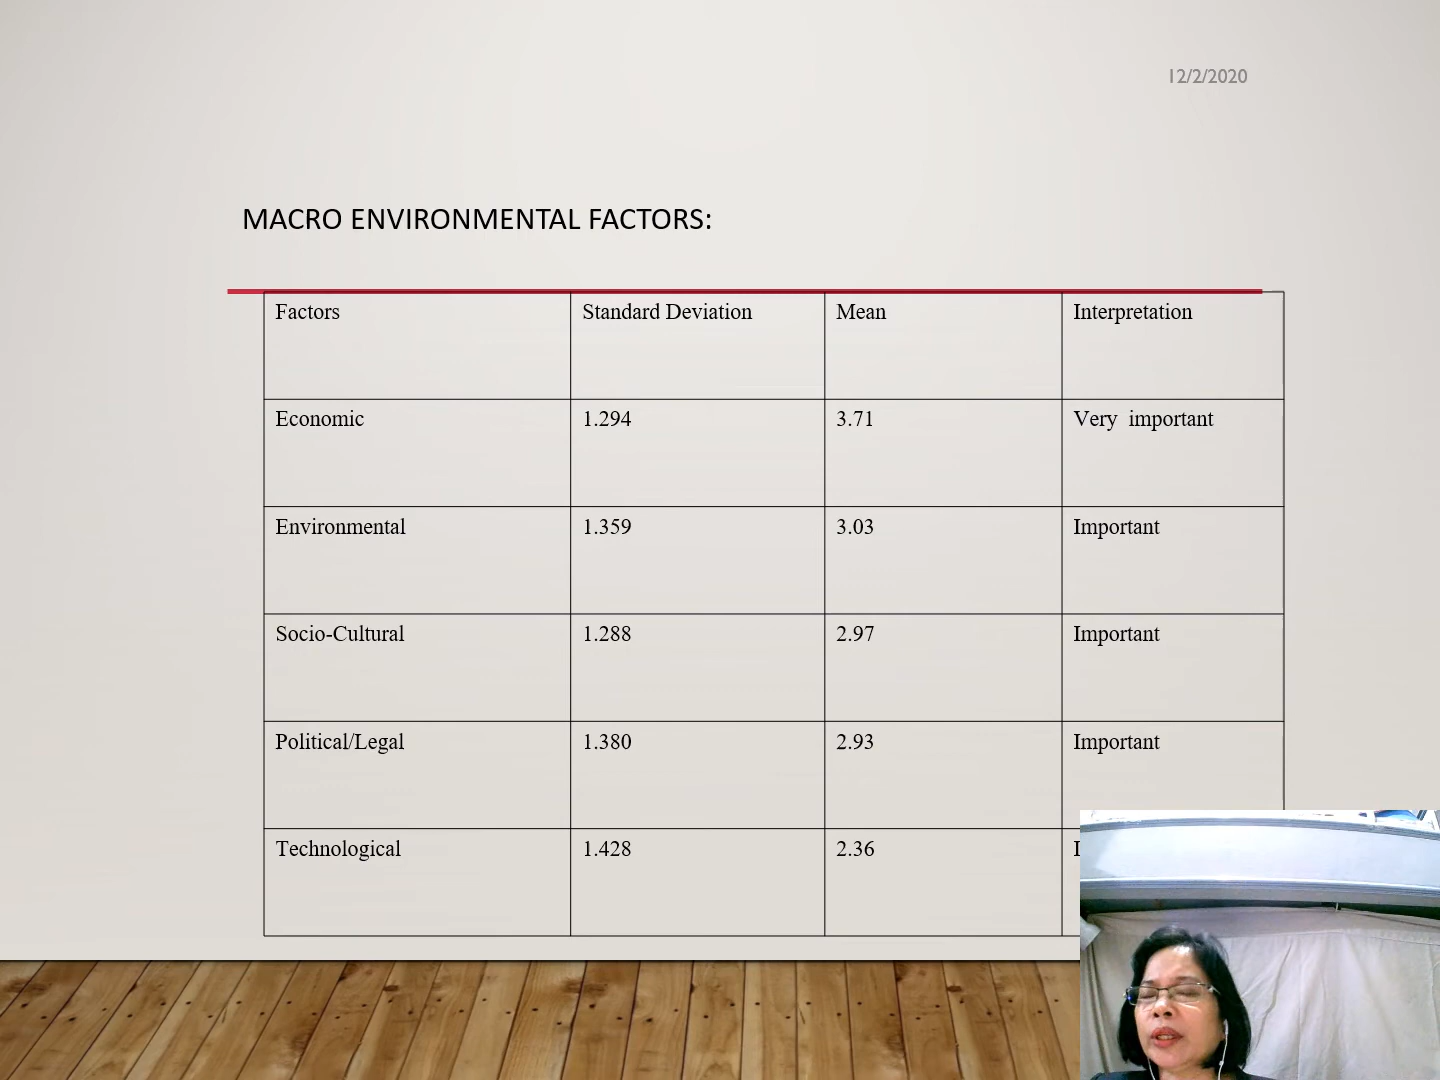 12/2/2020
MACRO ENVIRONMENTAL FACTORS:
Factors Standard Deviation Mean Interpretation
Economic 1.294 3.71 Very important
Environmental 1.359 3.03 Important
Socio-Cultural 1.288 2.97 Important
Political/Legal 1.380 2.93 Important
Technological 1.428 2.36